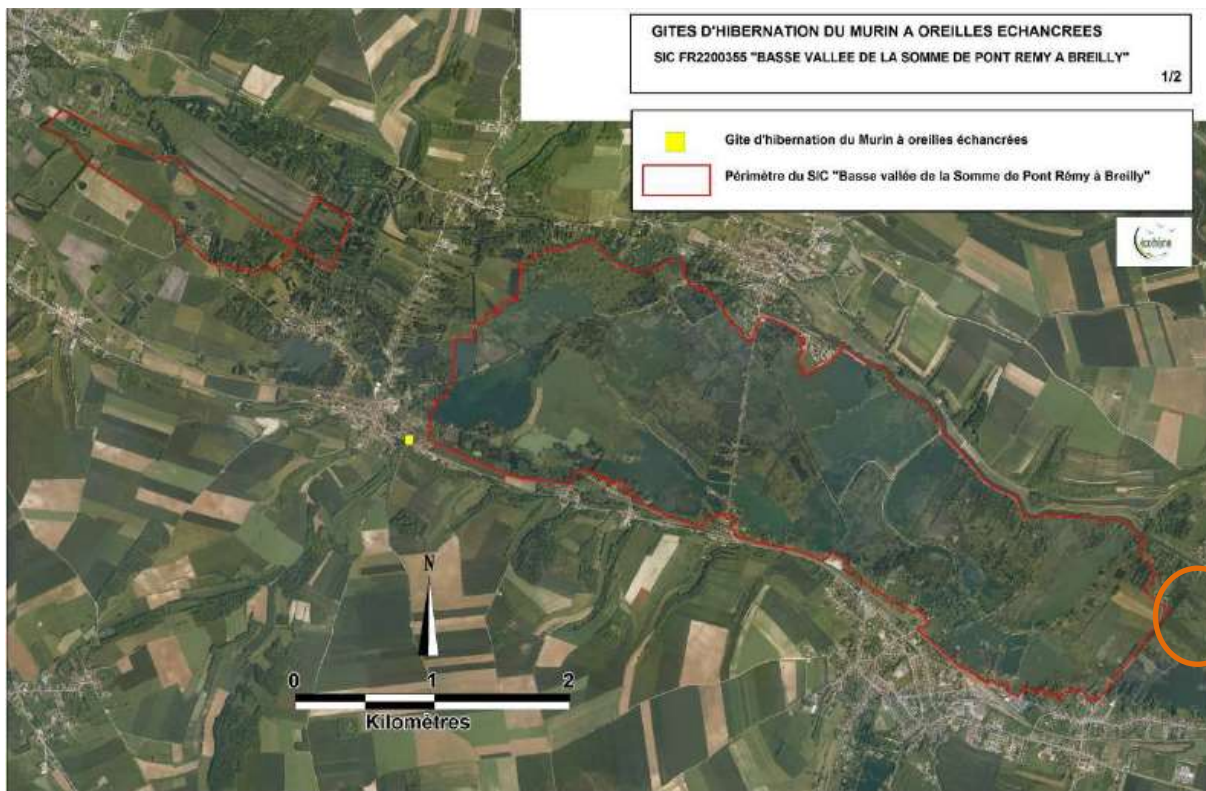 GITES D'HIBERNATION DU MURIN A OREILLES ECHANCREES
SIC FR2200355 "BASSE VALLEE DE LA SOMME DE PONT REMY A BREILLY"
1/2
Gîte d'hibernation du Murin à oreilles échancrées
Périmètre du SIC "Basse vallée de la Somme de Pont Rémy à Breilly"
N
0 1 2
Kilomètres